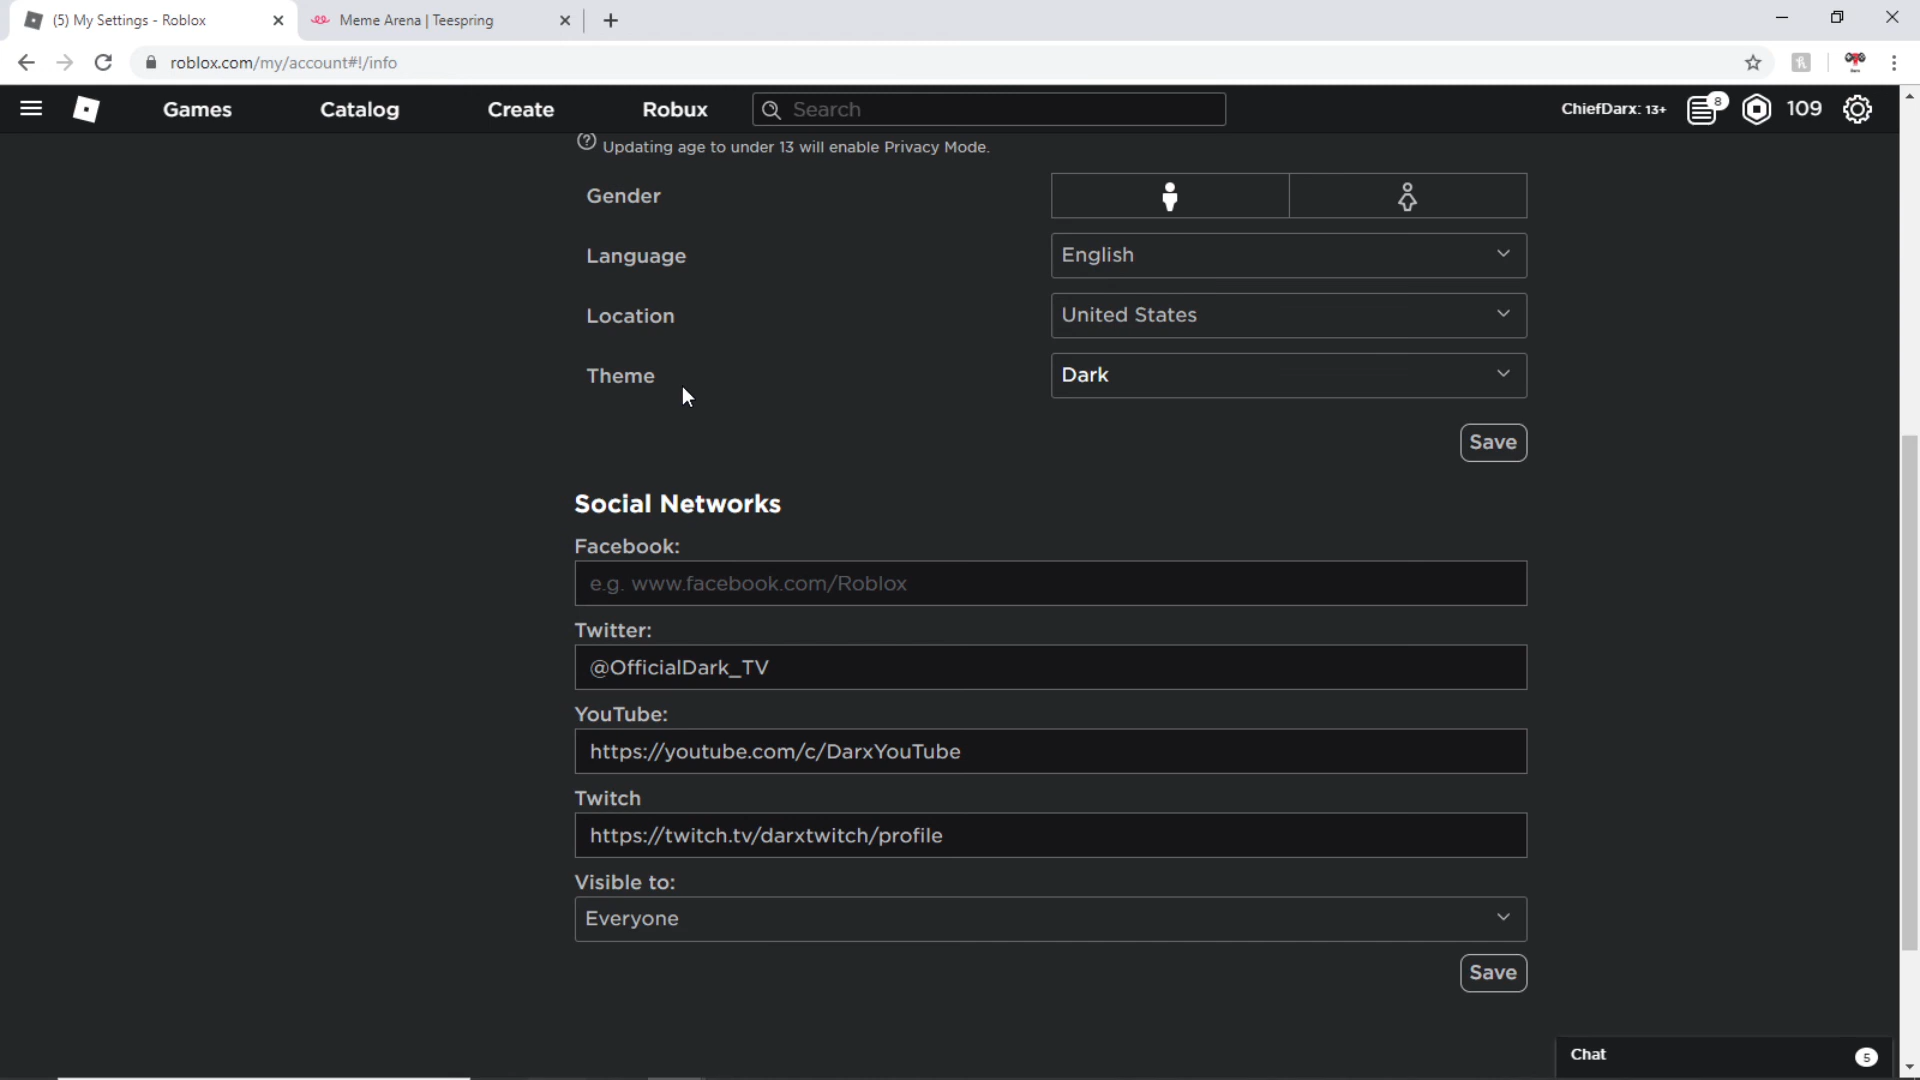 (5) My Settings - Roblox
Meme Arena | Teespring
roblox.com/my/account#!/info
Games
Catalog
Create
Robux
Search
ChiefDarx: 13+
8
109
Updating age to under 13 will enable Privacy Mode.
Gender
Language
English
Location
United States
Theme
Dark
Save
Social Networks
Facebook:
e.g. www.facebook.com/Roblox
Twitter:
@OfficialDark_TV
YouTube:
https://youtube.com/c/DarxYouTube
Twitch
https://twitch.tv/darxtwitch/profile
Visible to:
Everyone
Save
Chat
5